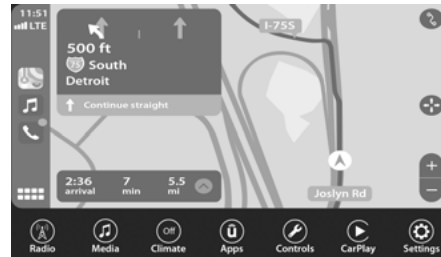 11:51
LTE
500 ft
75 South
Detroit
Continue straight
2:36 7 5.5
arrival min mi
I-75S
Joslyn Rd
+
−
Off
ū
Radio Media Climate Apps Controls CarPlay Settings